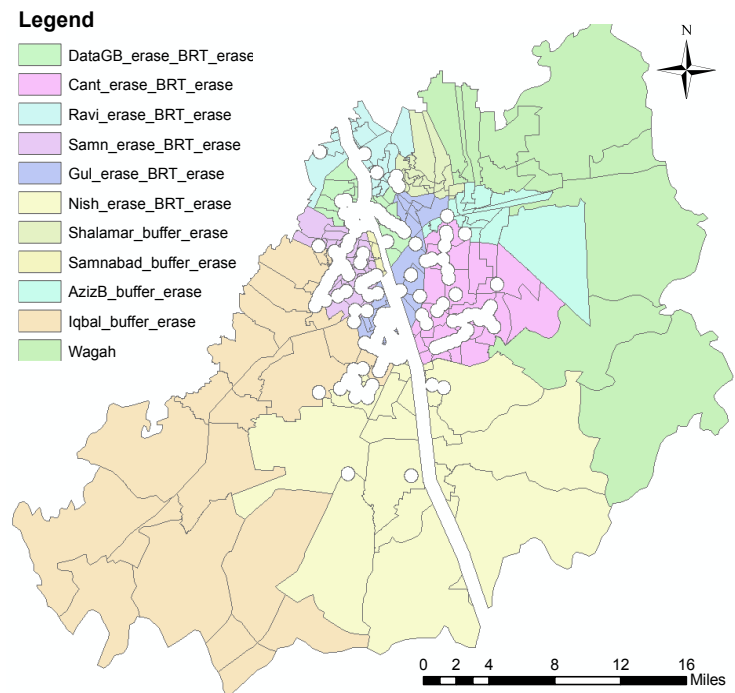 Legend
DataGB_erase_BRT_erase
Cant_erase_BRT_erase
Ravi_erase_BRT_erase
Samn_erase_BRT_erase
Gul_erase_BRT_erase
Nish_erase_BRT_erase
Shalamar_buffer_erase
Samnabad_buffer_erase
AzizB_buffer_erase
Iqbal_buffer_erase
Wagah
N
0 2 4 8 12 16
Miles